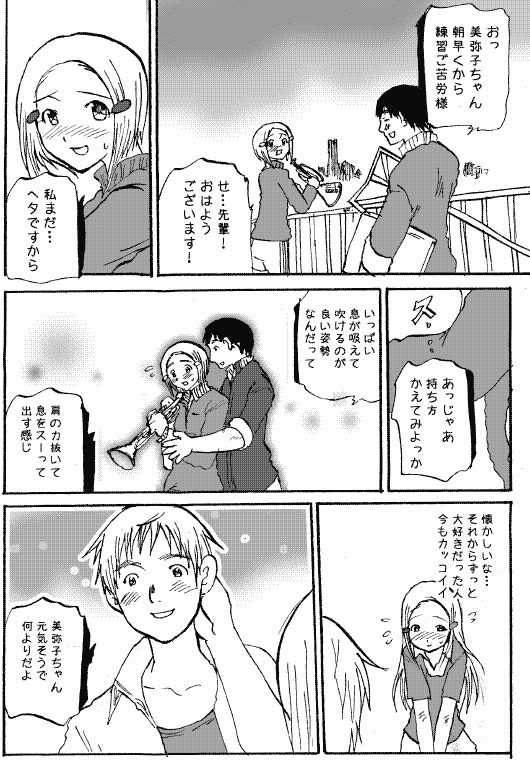 おっ
美弥子ちゃん
朝早くから
練習ご苦労様
せ…先輩！
おはよう
ございます！
私まだ…
ヘタですから
ス
あっじゃあ
持ち方
かえてみよっか
いっぱい
息が吸えて
吹けるのが
良い姿勢
なんだって
肩の力抜いて
息をスーって
出す感じ
懐かしいな…
それからずっと
大好きだった人
今もカッコイイ
美弥子ちゃん
元気そうで
何よりだよ